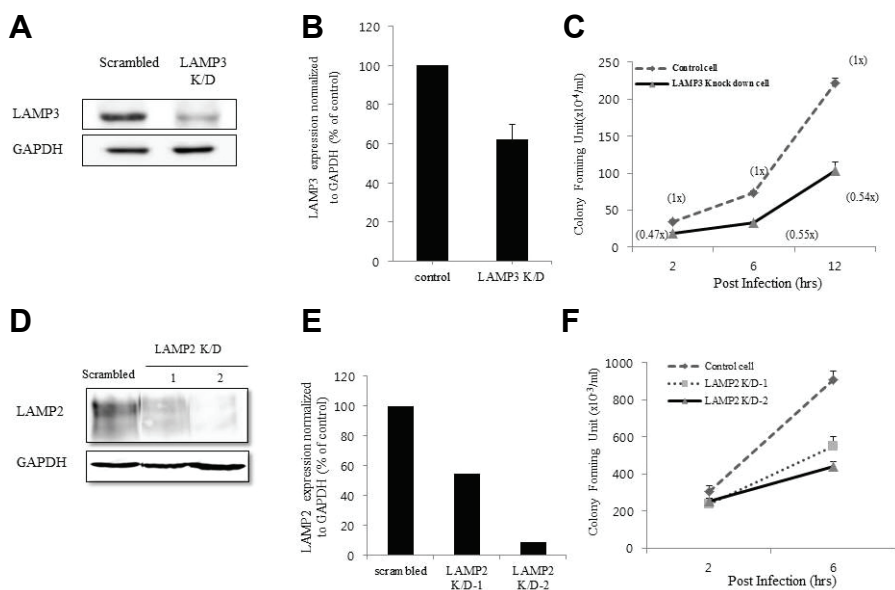 A
Scrambled
LAMP3
K/D
LAMP3
GAPDH
B
LAMP3 expression normalized
to GAPDH (% of control)
120
100
80
60
40
20
0
control
LAMP3 K/D
C
Colony Forming Unit(x10⁻⁴/ml)
250
200
150
100
50
0
Control cell
LAMP3 Knock down cell
(1x)
(1x)
(1x)
(0.47x)
(0.55x)
(0.54x)
2
6
12
Post Infection (hrs)
D
LAMP2 K/D
Scrambled
1
2
LAMP2
GAPDH
E
LAMP2 expression normalized
to GAPDH (% of control)
120
100
80
60
40
20
0
scrambled
LAMP2
K/D-1
LAMP2
K/D-2
F
Colony Forming Unit (x10⁻³/ml)
1000
800
600
400
200
0
Control cell
LAMP2 K/D-1
LAMP2 K/D-2
2
6
Post Infection (hrs)